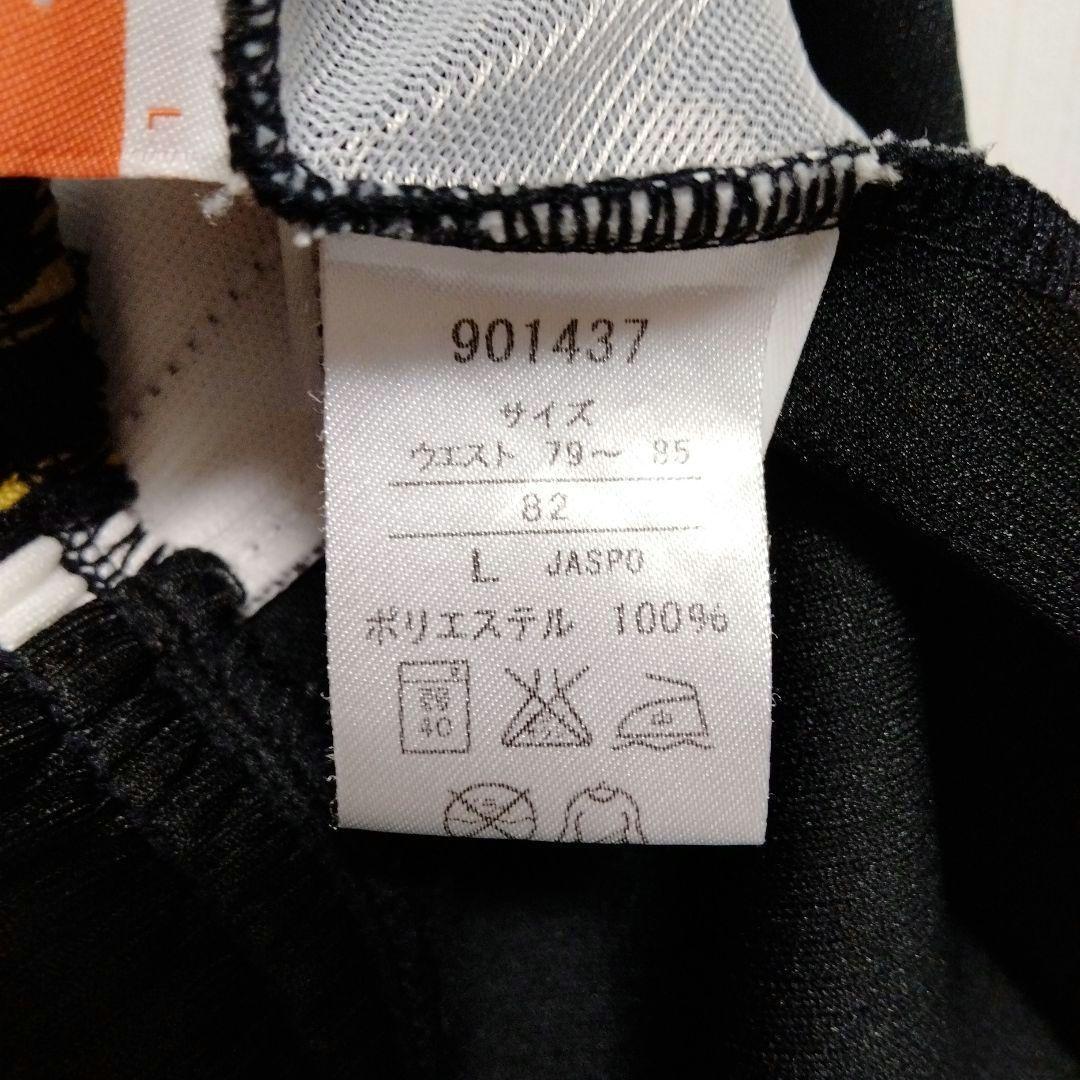 L
901437
サイズ
ウエスト 79〜 85
82
L JASPO
ポリエステル 100%
40